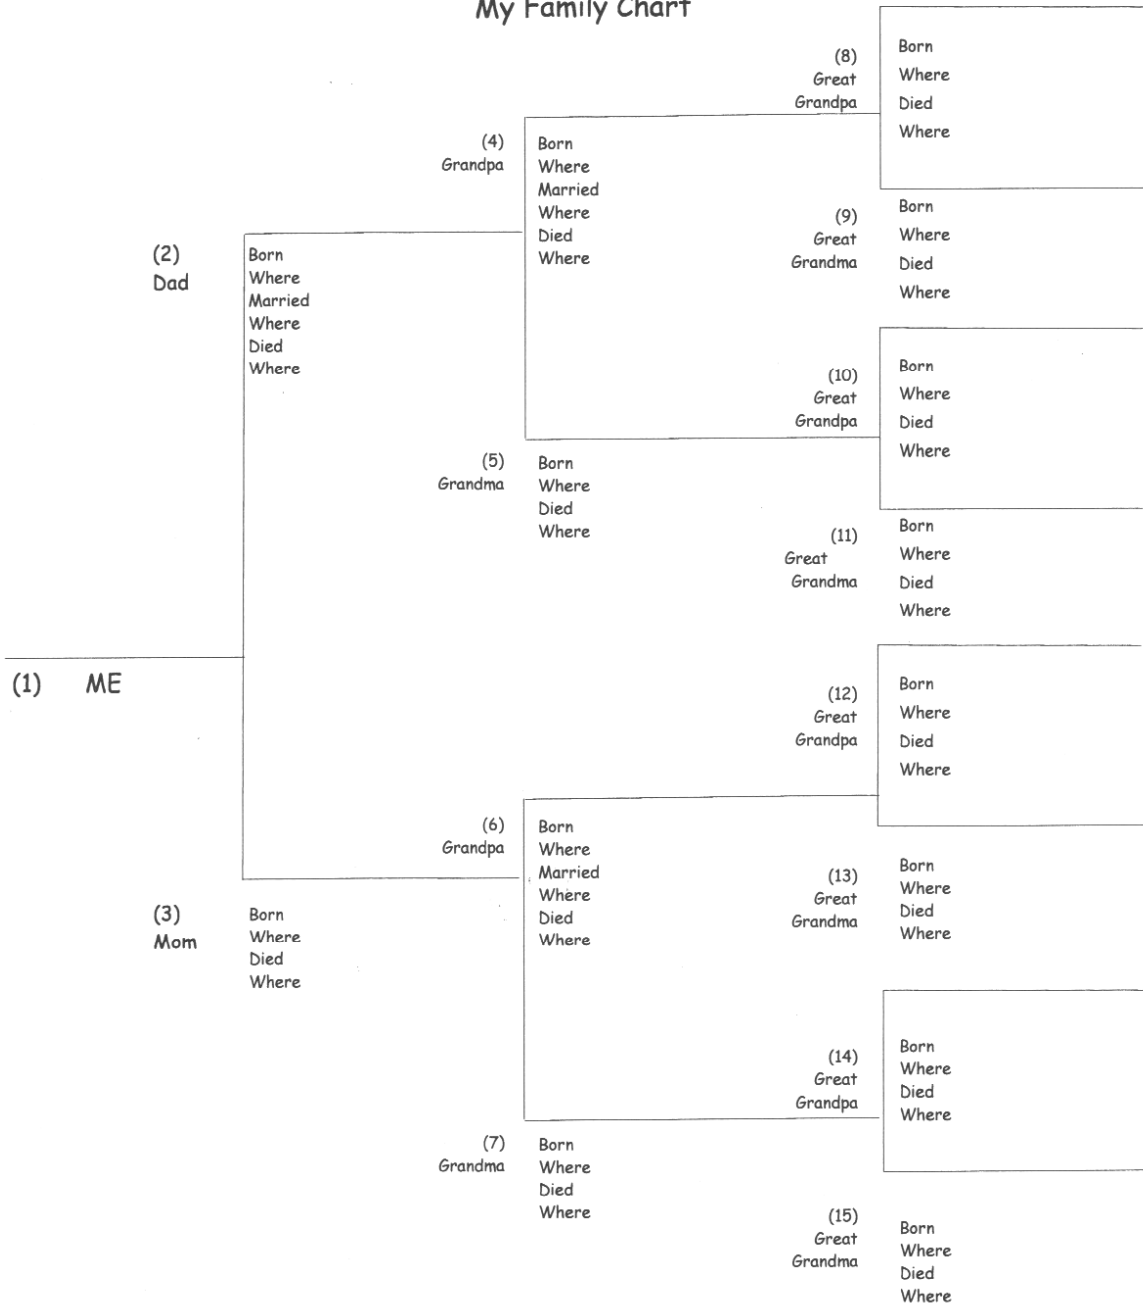 My Family Chart
(8)
Great
Grandpa
Born
Where
Died
Where
(4)
Grandpa
Born
Where
Married
Where
Died
Where
(9)
Great
Grandma
Born
Where
Died
Where
(2)
Dad
Born
Where
Married
Where
Died
Where
(10)
Great
Grandpa
Born
Where
Died
Where
(5)
Grandma
Born
Where
Died
Where
(11)
Great
Grandma
Born
Where
Died
Where
(1) ME
(12)
Great
Grandpa
Born
Where
Died
Where
(6)
Grandpa
Born
Where
Married
Where
Died
Where
(13)
Great
Grandma
Born
Where
Died
Where
(3)
Mom
Born
Where
Died
Where
(14)
Great
Grandpa
Born
Where
Died
Where
(7)
Grandma
Born
Where
Died
Where
(15)
Great
Grandma
Born
Where
Died
Where